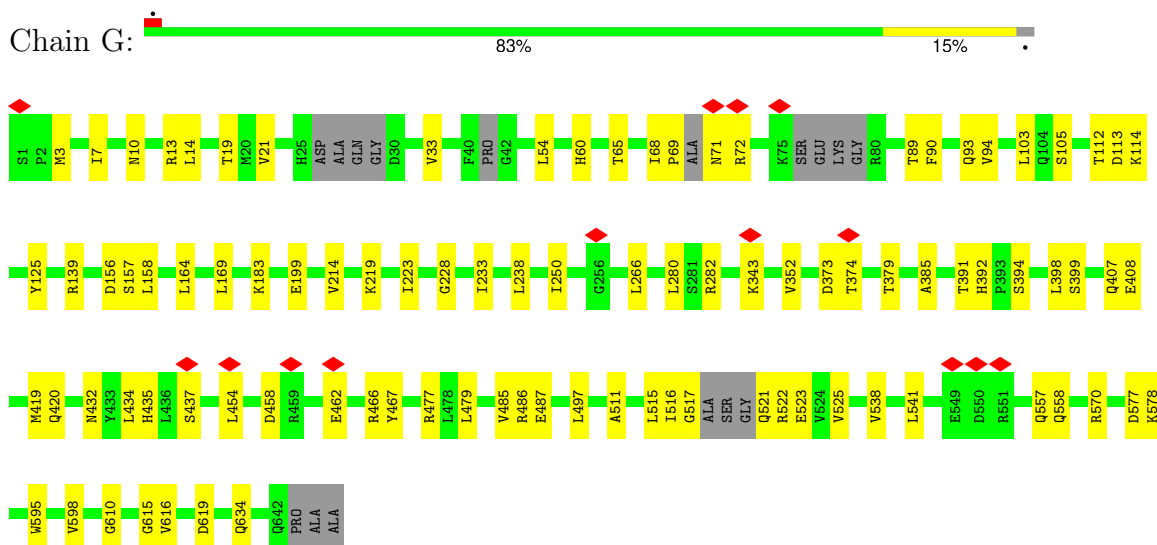 Chain G:
83% 15%
S1 P2 M3 I7 N10 R13 L14 T19 M20 V21 H25 ASP ALA GLN GLY D30 V33 F40 PRO G42 L54 H60 T65 I68 P69 ALA N71 R72 K75 SER GLU LYS GLY R80 T89 F90 Q93 V94 L103 Q104 S105 T112 D113 K114
Y125 R139 D156 S157 L158 L164 L169 K183 E199 V214 K219 I223 G228 I233 L238 I250 G256 L266 L280 S281 R282 K343 V352 D373 T374 T379 A385 T391 H392 P393 S394 L398 S399 Q407 E408
M419 Q420 N432 Y433 L434 H435 L436 S437 L454 D458 R459 E462 R466 Y467 R477 L478 L479 V485 R486 E487 L497 A511 L515 I516 G517 ALA SER GLY Q521 R522 E523 V524 V525 V538 L541 E549 D550 R551 Q557 Q558 R570 D577 K578
W595 V598 G610 G615 V616 D619 Q634 Q642 PRO ALA ALA